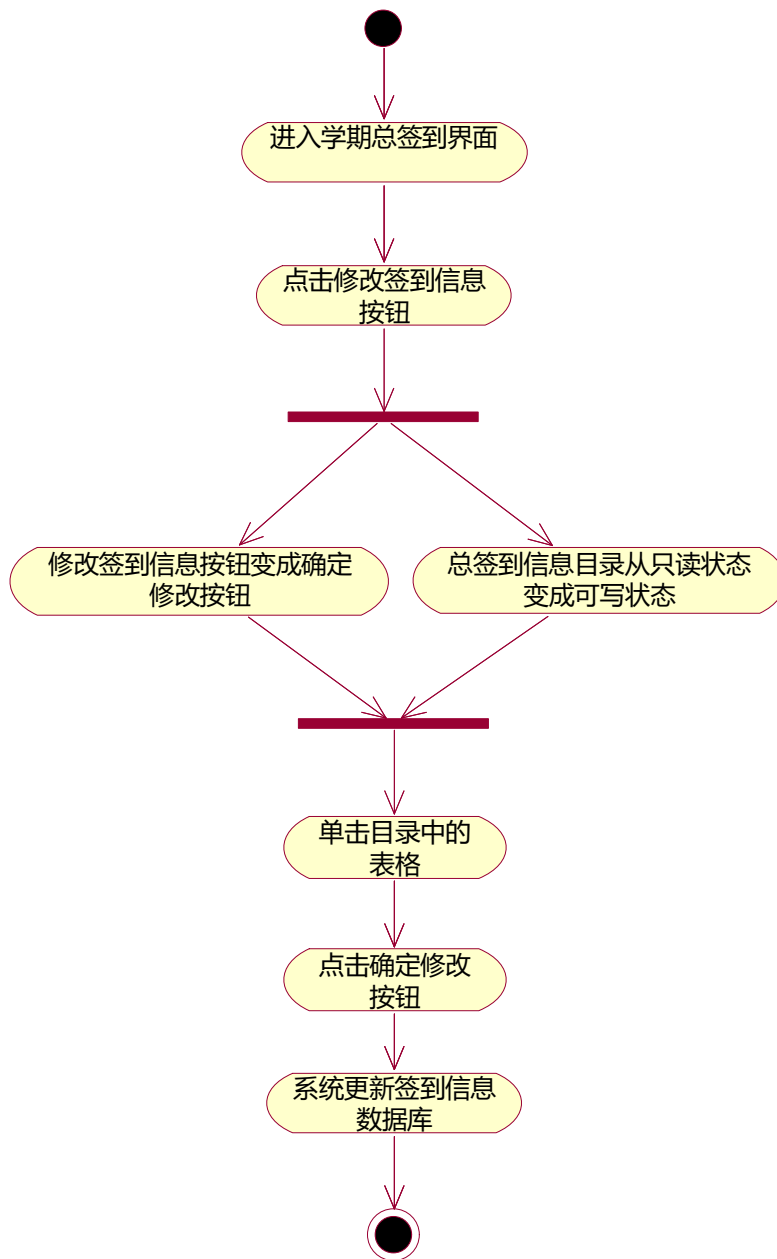 进入学期总签到界面
点击修改签到信息
按钮
修改签到信息按钮变成确定
修改按钮
总签到信息目录从只读状态
变成可写状态
单击目录中的
表格
点击确定修改
按钮
系统更新签到信息
数据库